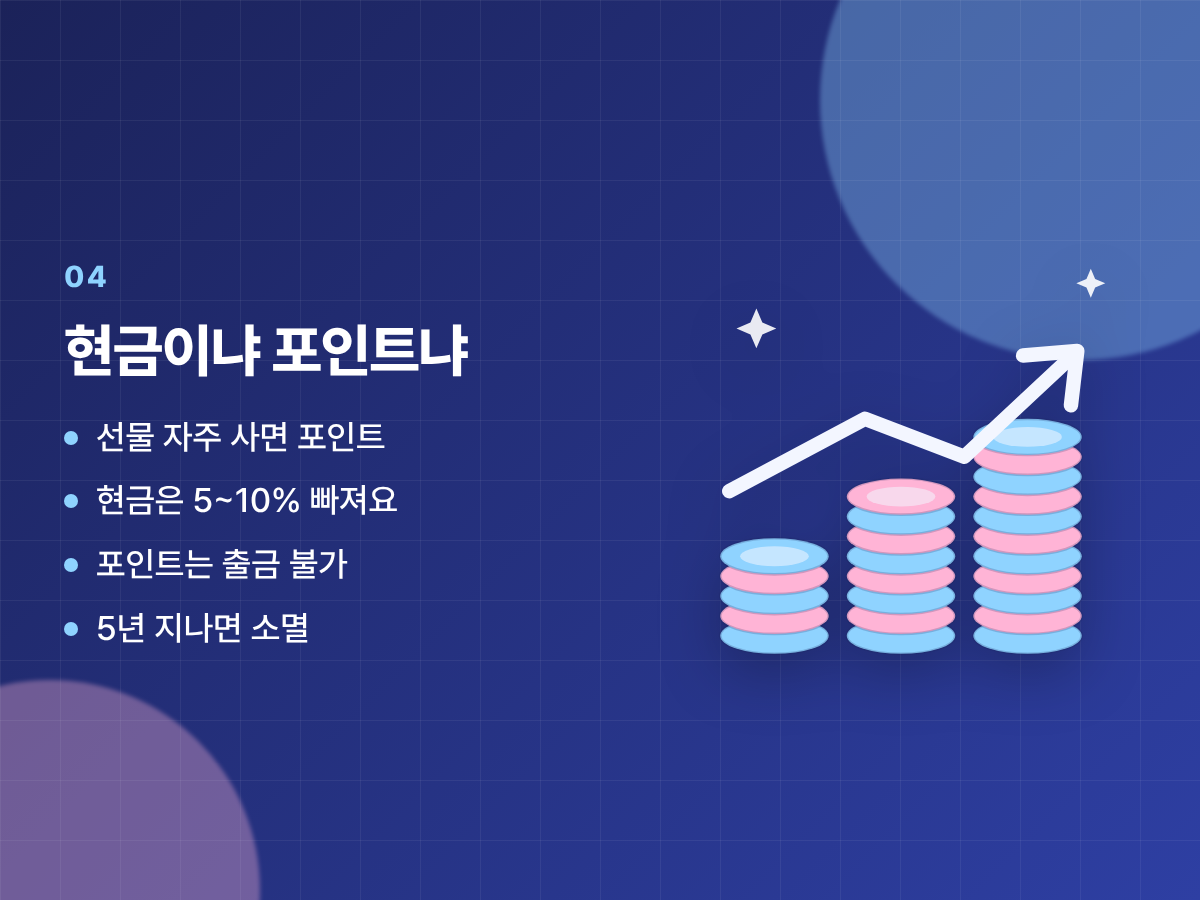 04
현금이냐 포인트냐
선물 자주 사면 포인트
현금은 5~10% 빠져요
포인트는 출금 불가
5년 지나면 소멸